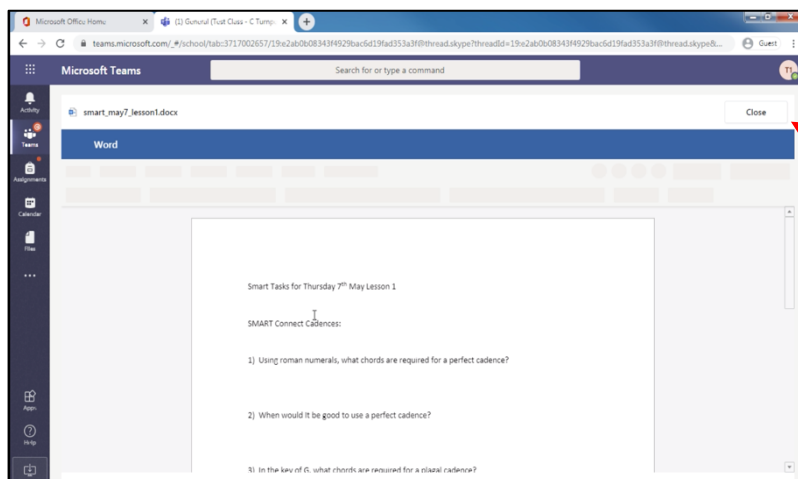 Microsoft Office Home
(1) General (Test Class - C Turnpi
teams.microsoft.com/_#/school/tab:3717002657/19:e2ab0b08343f4929bac6d19fad353a3f@thread.skype?threadId=19:e2ab0b08343f4929bac6d19fad353a3f@thread.skype&...
Guest
Microsoft Teams
Search for or type a command
T1
Activity
smart_may7_lesson1.docx
Close
Teams
Word
Assignments
Calendar
Files
Smart Tasks for Thursday 7th May Lesson 1
SMART Connect Cadences:
1) Using roman numerals, what chords are required for a perfect cadence?
Apps
2) When would It be good to use a perfect cadence?
Help
3) In the key of G, what chords are required for a plagal cadence?